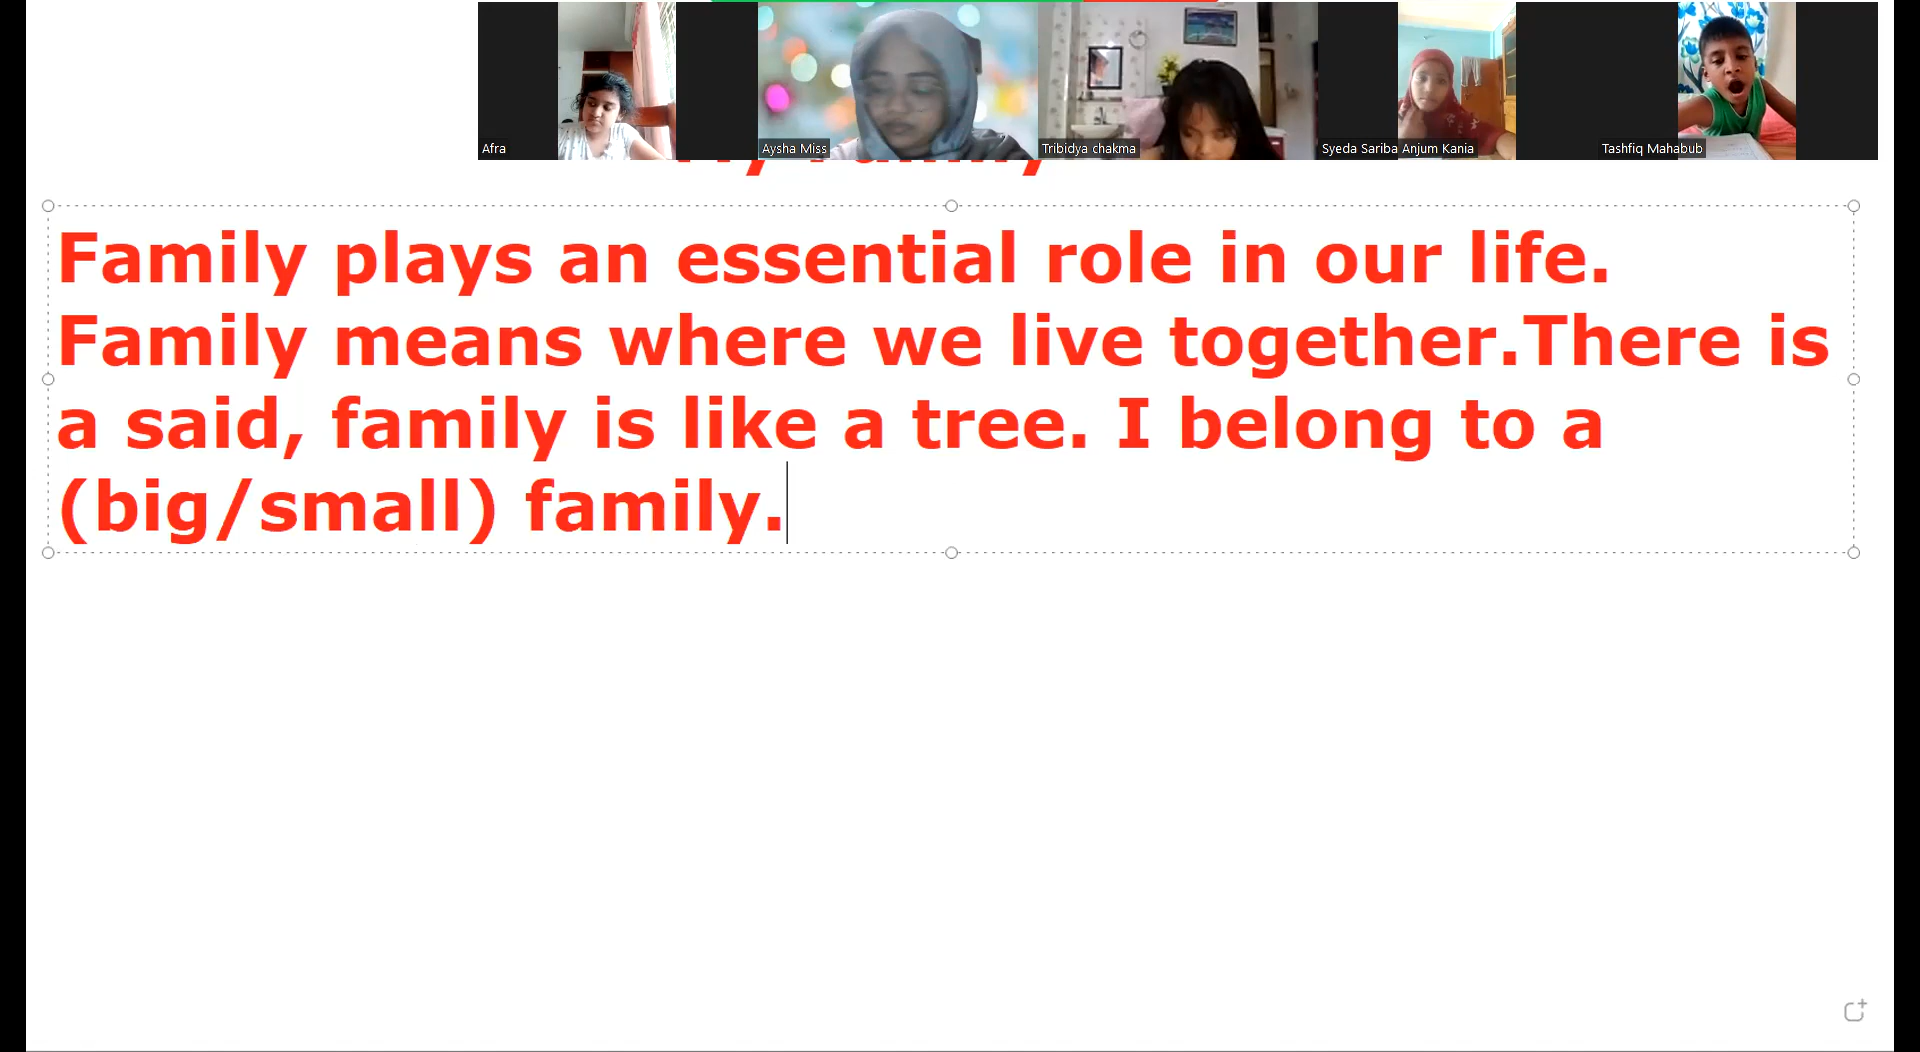 Afra
Aysha Miss
Tribidya chakma
Syeda Sariba Anjum Kania
Tashfiq Mahabub
Family plays an essential role in our life.
Family means where we live together.There is
a said, family is like a tree. I belong to a
(big/small) family.